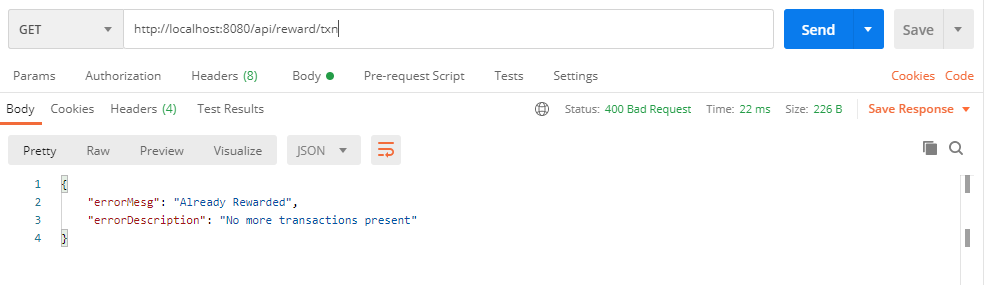 GET http://localhost:8080/api/reward/txn Send Save
Params Authorization Headers (8) Body Pre-request Script Tests Settings Cookies Code
Body Cookies Headers (4) Test Results Status: 400 Bad Request Time: 22 ms Size: 226 B Save Response
Pretty Raw Preview Visualize JSON
1 {
2 "errorMesg": "Already Rewarded",
3 "errorDescription": "No more transactions present"
4 }